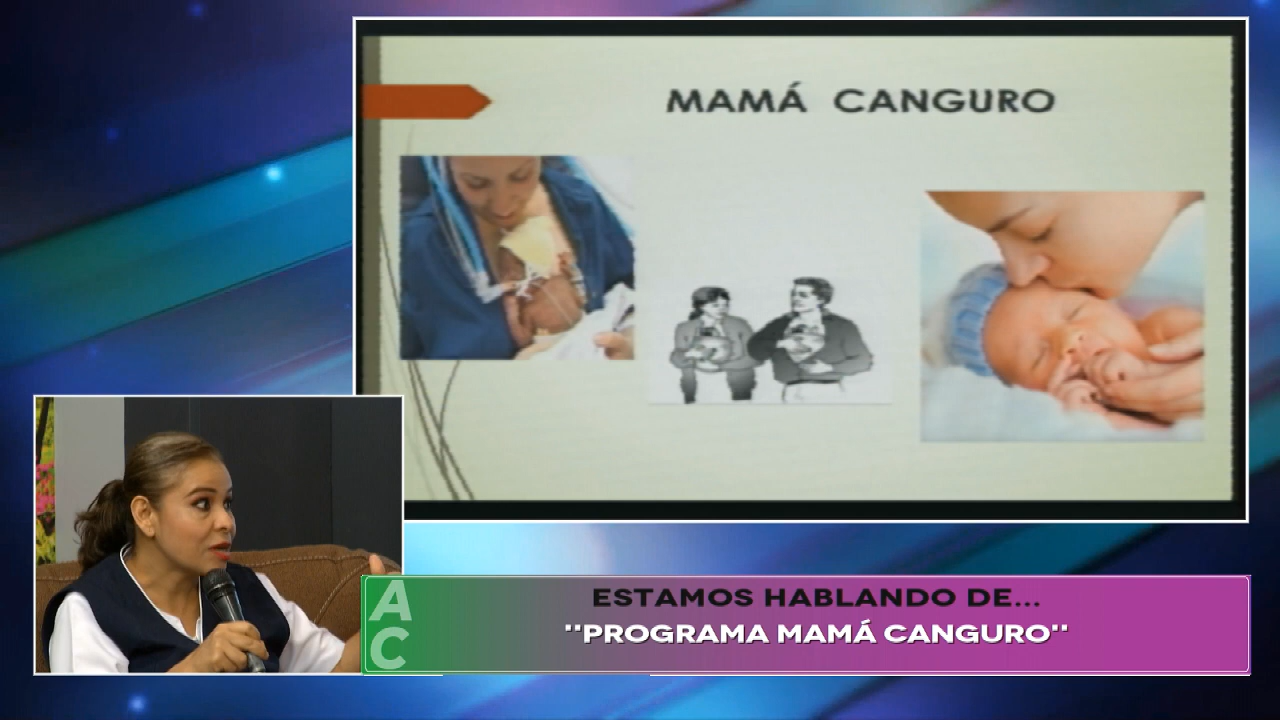 MAMÁ CANGURO
AC
ESTAMOS HABLANDO DE...
"PROGRAMA MAMÁ CANGURO"